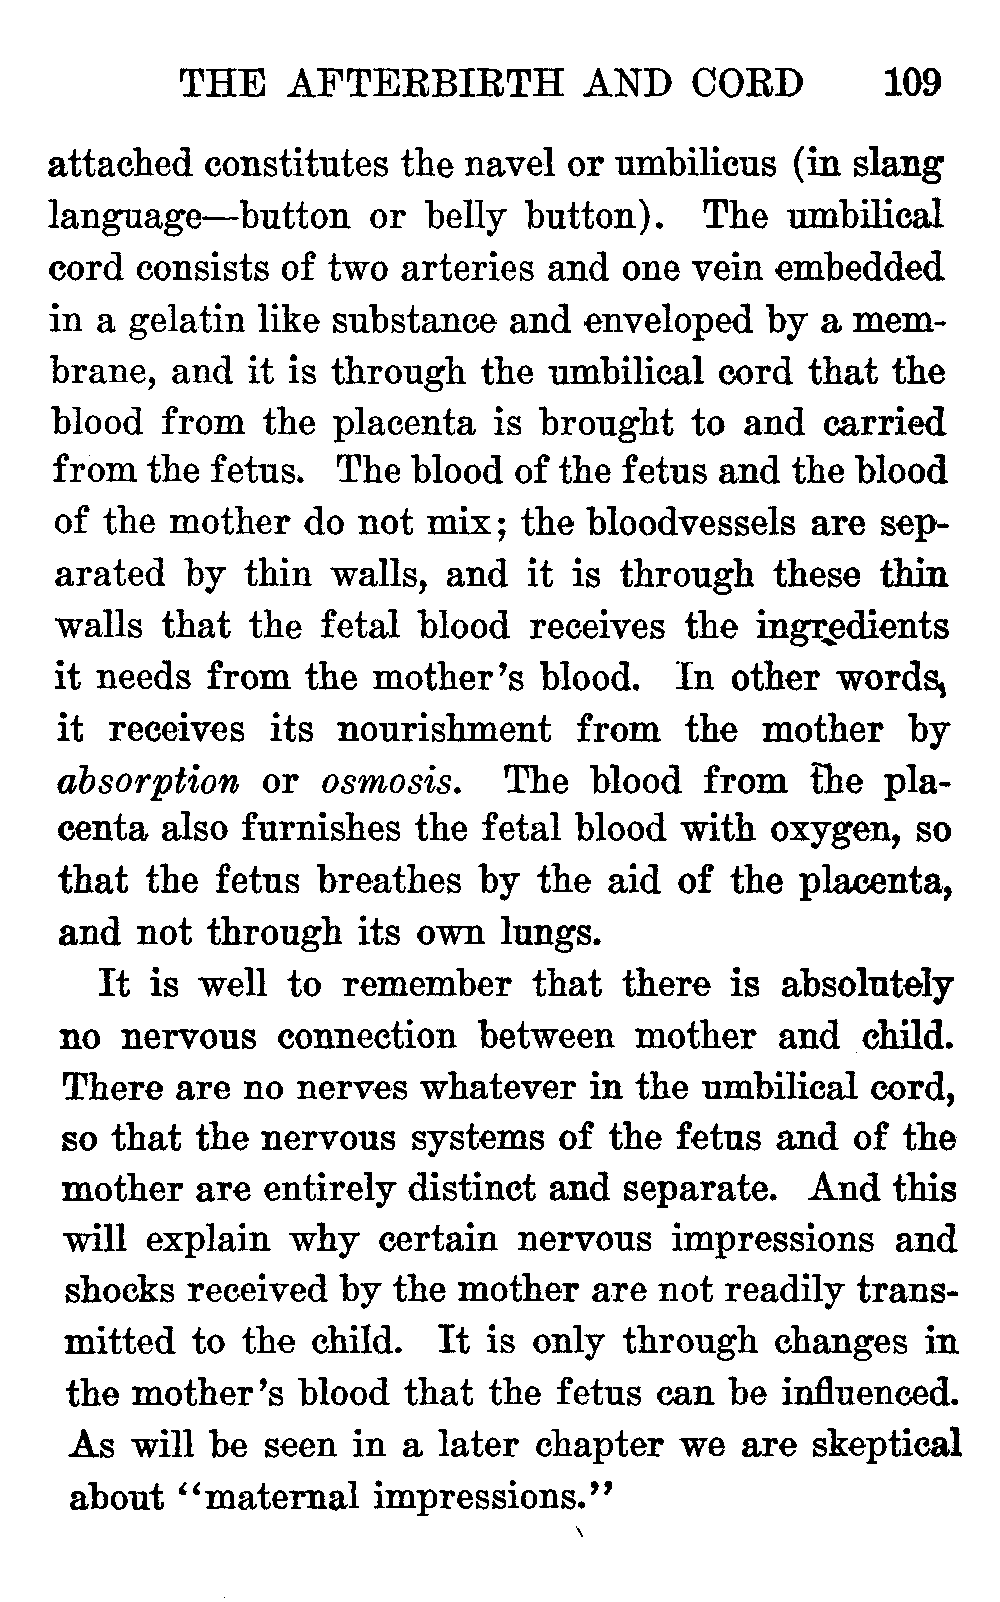 THE AFTERBIRTH AND CORD 109
attached constitutes the navel or umbilicus (in slang
language—button or belly button). The umbilical
cord consists of two arteries and one vein embedded
in a gelatin like substance and enveloped by a mem-
brane, and it is through the umbilical cord that the
blood from the placenta is brought to and carried
from the fetus. The blood of the fetus and the blood
of the mother do not mix; the bloodvessels are sep-
arated by thin walls, and it is through these thin
walls that the fetal blood receives the ingredients
it needs from the mother's blood. In other words,
it receives its nourishment from the mother by
absorption or osmosis. The blood from the pla-
centa also furnishes the fetal blood with oxygen, so
that the fetus breathes by the aid of the placenta,
and not through its own lungs.
It is well to remember that there is absolutely
no nervous connection between mother and child.
There are no nerves whatever in the umbilical cord,
so that the nervous systems of the fetus and of the
mother are entirely distinct and separate. And this
will explain why certain nervous impressions and
shocks received by the mother are not readily trans-
mitted to the child. It is only through changes in
the mother's blood that the fetus can be influenced.
As will be seen in a later chapter we are skeptical
about "maternal impressions."